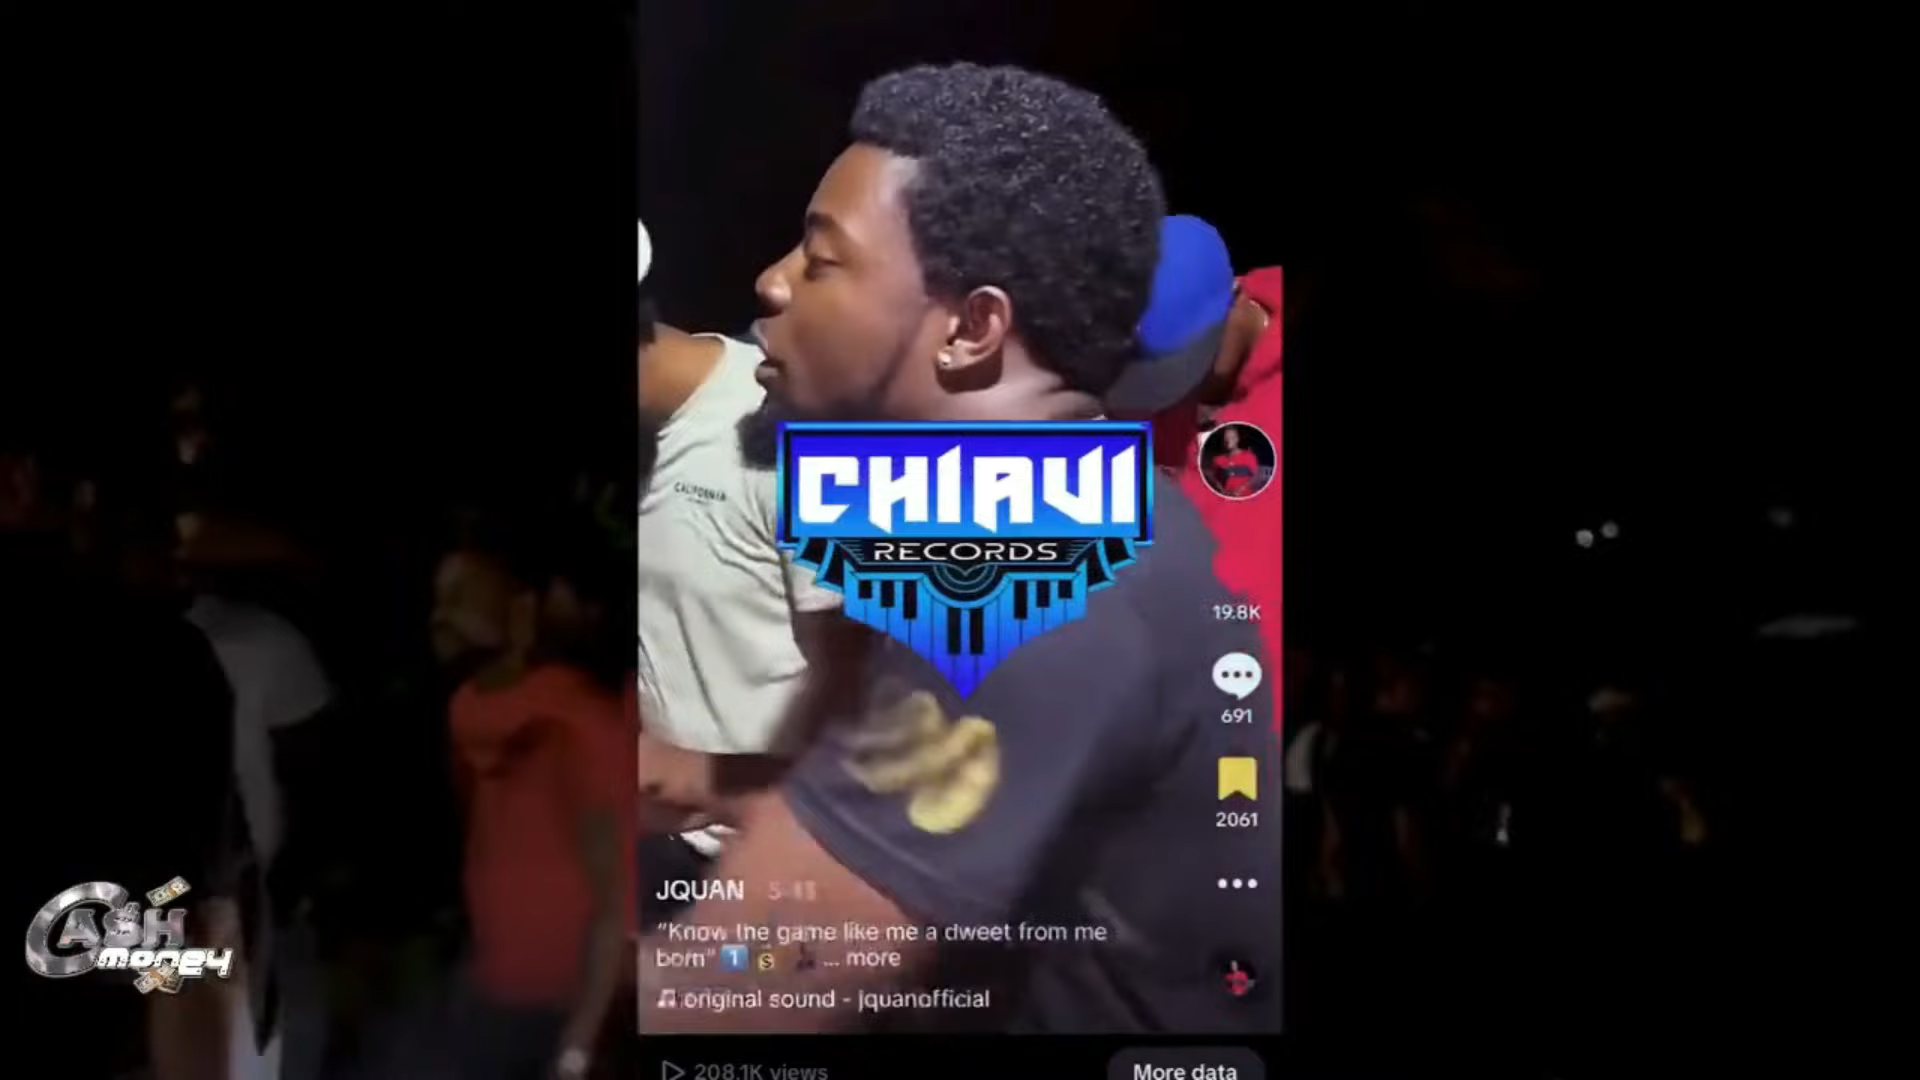 CALIFORNIA
CHIAVI
RECORDS
19.8K
691
2061
CASH
money
JQUAN
"Know the game like me a dweet from me
born" 1 $ ... more
original sound - jquanofficial
208.1K views
More data